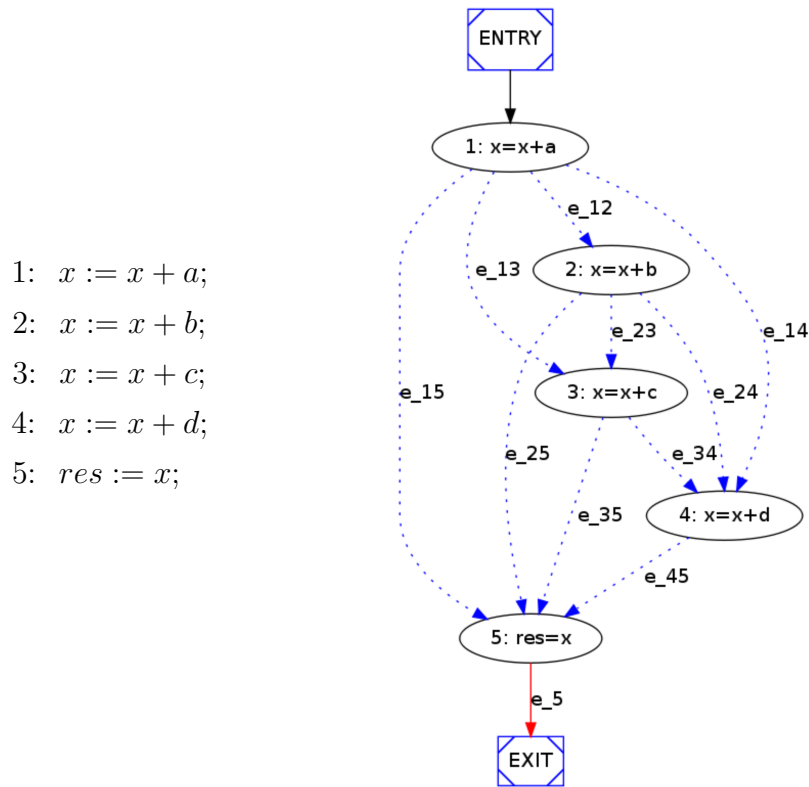 1: x := x + a;
2: x := x + b;
3: x := x + c;
4: x := x + d;
5: res := x;
ENTRY
1: x=x+a
e_12
e_13
2: x=x+b
e_23
e_14
e_15
3: x=x+c
e_24
e_25
e_34
e_35
4: x=x+d
e_45
5: res=x
e_5
EXIT